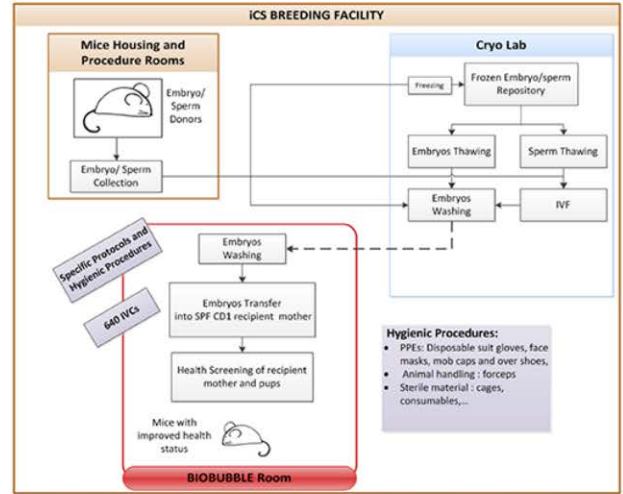 iCS BREEDING FACILITY
Mice Housing and
Procedure Rooms
Embryo/
Sperm
Donors
Embryo/ Sperm
Collection
Cryo Lab
Freezing
Frozen Embryo/sperm
Repository
Embryos Thawing
Sperm Thawing
Embryos
Washing
IVF
Specific Protocols and
Hygienic Procedures
640 IVCs
Embryos
Washing
Embryos Transfer
into SPF CD1 recipient mother
Health Screening of recipient
mother and pups
Mice with
improved health
status
BIOBUBBLE Room
Hygienic Procedures:
• PPEs: Disposable suit gloves, face
masks, mob caps and over shoes,
• Animal handling : forceps
• Sterile material : cages,
consumables,...